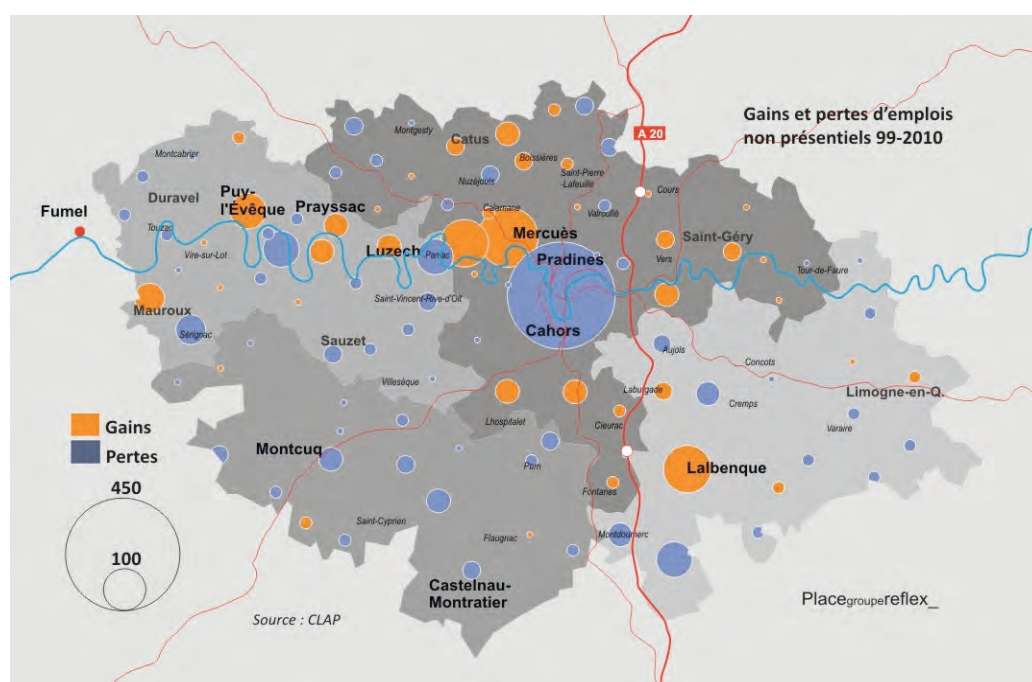 Gains et pertes d'emplois
non présentiels 99-2010
A 20
Montgesty
Catus
Montcabrier
Boissières
Saint-Pierre
-Lafeuille
Nuzéjouls
Cours
Duravel
Puy-
l'Évêque
Prayssac
Calamane
Valroufié
Fumel
Touzac
Mercuès
Saint-Géry
Vire-sur-Lot
Luzech
Parnac
Pradines
Vers
Tour-de-Faure
Saint-Vincent-Rive-d'Olt
Mauroux
Cahors
Sérignac
Sauzet
Aujols
Concots
Villesèque
Laburgade
Limogne-en-Q.
Cremps
Gains
Lhospitalet
Cieurac
Varaire
Pertes
Montcuq
Pern
Lalbenque
450
Fontanes
Saint-Cyprien
Flaugnac
Montdoumerc
100
Castelnau-
Montratier
Placegroupereflex_
Source : CLAP